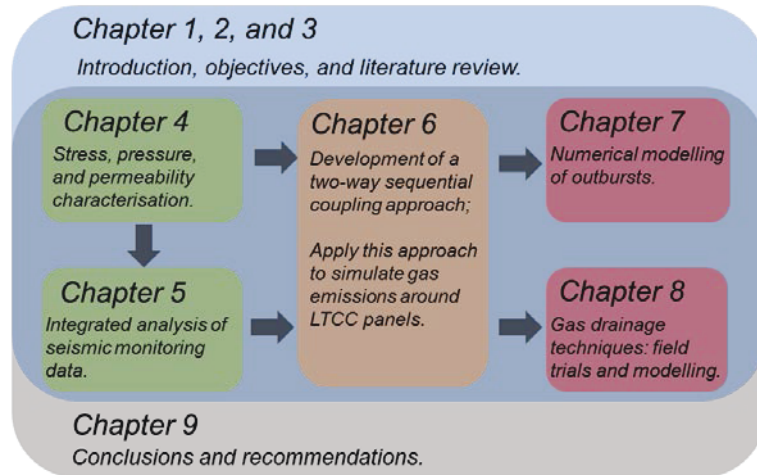 Chapter 1, 2, and 3
Introduction, objectives, and literature review.
Chapter 4
Stress, pressure,
and permeability
characterisation.
Chapter 5
Integrated analysis of
seismic monitoring
data.
Chapter 6
Development of a
two-way sequential
coupling approach;
Apply this approach
to simulate gas
emissions around
LTCC panels.
Chapter 7
Numerical modelling
of outbursts.
Chapter 8
Gas drainage
techniques: field
trials and modelling.
Chapter 9
Conclusions and recommendations.